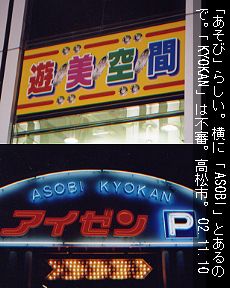 「あそび」らしい。横に「ASOBI」とあるの
で。「KYOKAN」は不審。高松市。02.11.10
遊美空間
ASOBI KYOKAN
アイゼン P